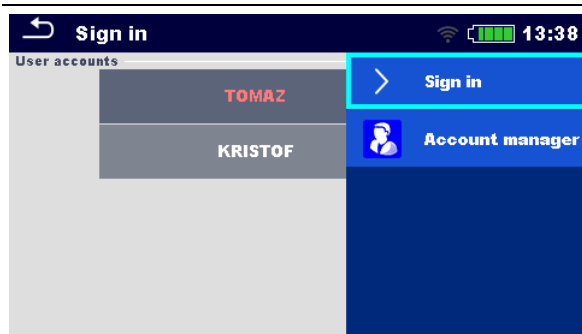 Sign in
13:38
User accounts
TOMAZ
KRISTOF
Sign in
Account manager